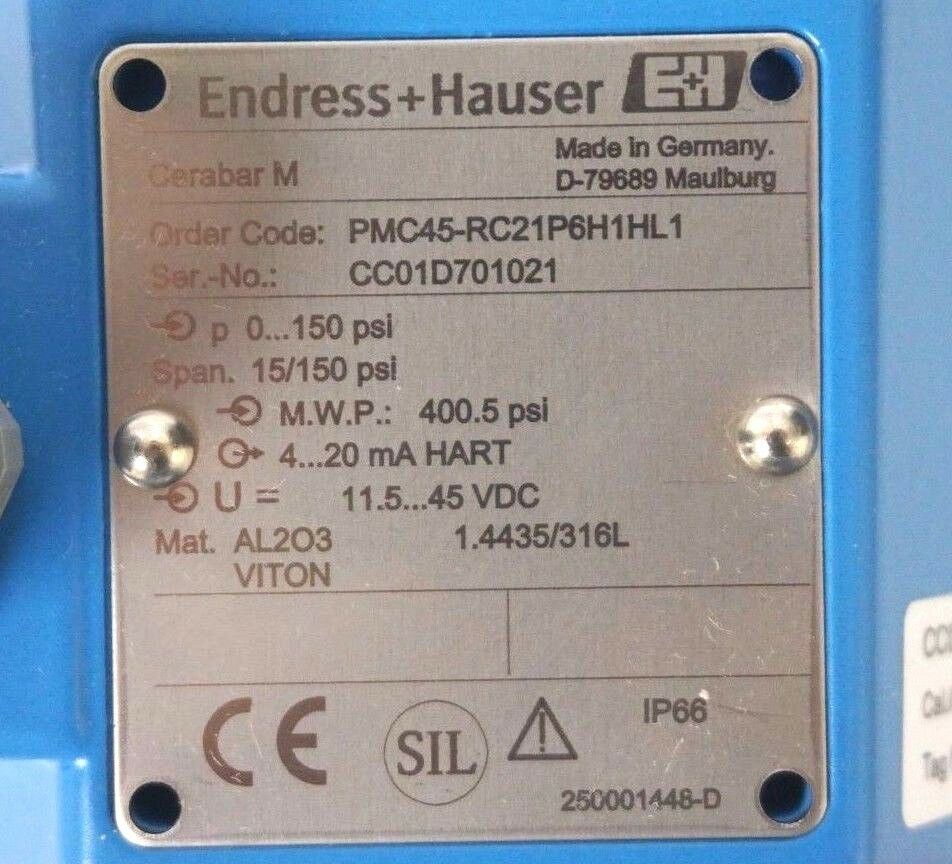 Endress+Hauser E+H
Cerabar M
Made in Germany.
D-79689 Maulburg
Order Code: PMC45-RC21P6H1HL1
Ser.-No.: CC01D701021
p 0...150 psi
Span. 15/150 psi
M.W.P.: 400.5 psi
4...20 mA HART
U = 11.5...45 VDC
Mat. AL2O3 1.4435/316L
VITON
CE SIL IP66
250001448-D
Tag